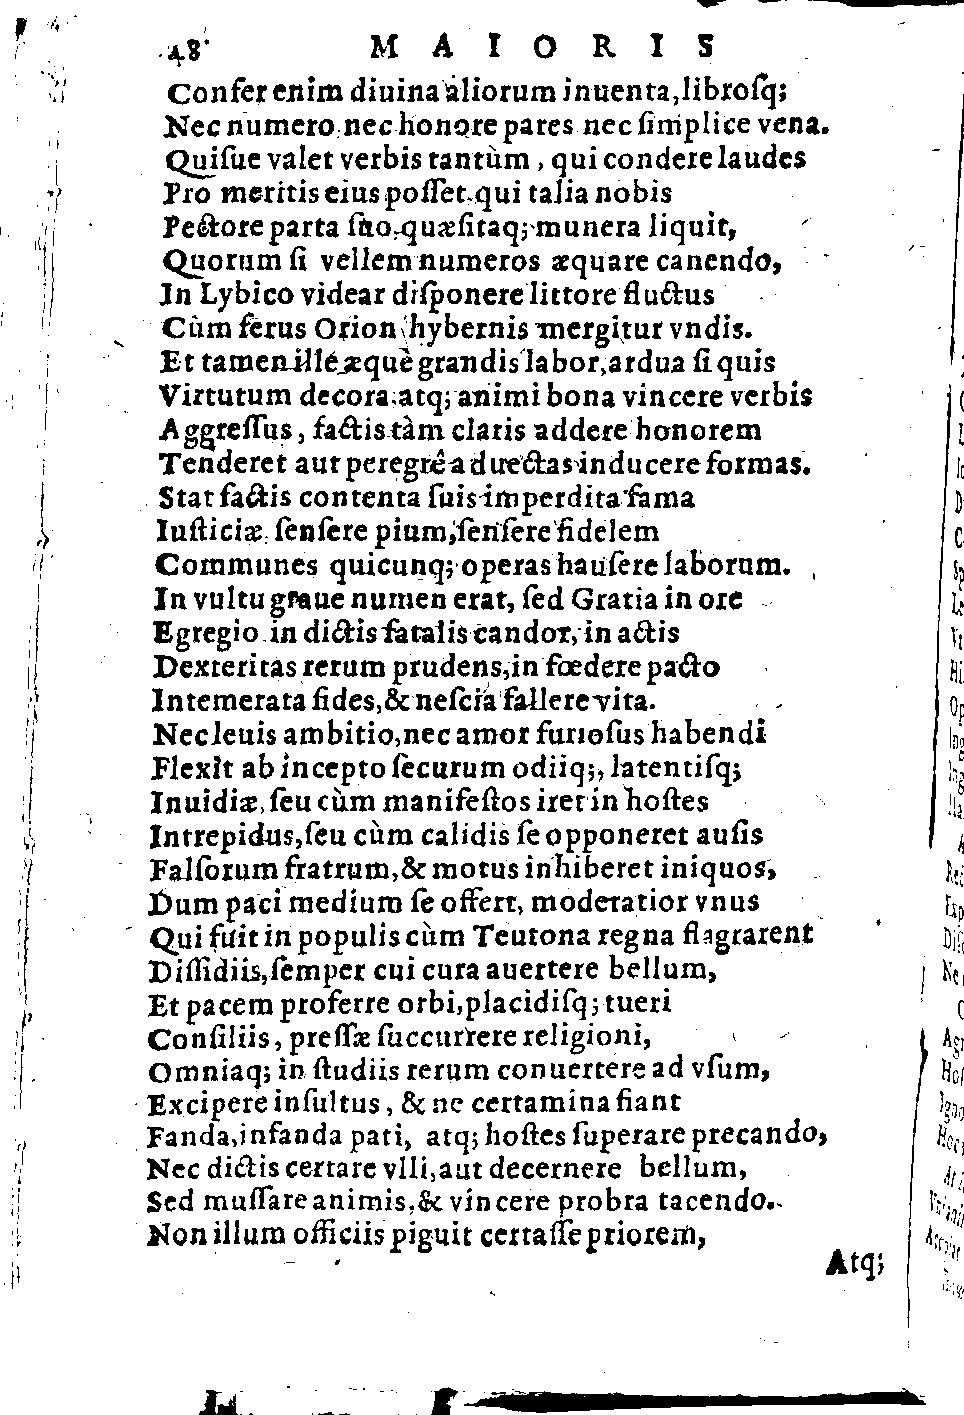 48 MAIORIS
Confer enim diuina aliorum inuenta, librosq́;
Nec numero nec honore pares nec simplice vena.
Quisue valet verbis tantùm, qui condere laudes
Pro meritis eius posset, qui talia nobis
Pectore parta suo, quæsitaq; munera liquit,
Quorum si vellem numeros æquare canendo,
In Lybico videar disponere littore fluctus
Cùm ferus Orion hybernis mergitur vndis.
Et tamen ille æquè grandis labor, ardua si quis
Virtutum decora, atq; animi bona vincere verbis
Aggressus, factis tàm claris addere honorem
Tenderet aut peregrê aduectas inducere formas.
Stat factis contenta suis imperdita fama
Iusticiæ, sensere pium, sensere fidelem
Communes quicunq; operas hausere laborum.
In vultu graue numen erat, sed Gratia in ore
Egregio in dictis fatalis candor, in actis
Dexteritas rerum prudens, in fœdere pacto
Intemerata fides, & nescia fallere vita.
Nec leuis ambitio, nec amor furiosus habendi
Flexit ab incepto securum odiiq;, latentisq;
Inuidiæ, seu cùm manifestos iret in hostes
Intrepidus, seu cùm calidis se opponeret ausis
Falsorum fratrum, & motus inhiberet iniquos,
Dum paci medium se offert, moderatior vnus
Qui fuit in populis cùm Teutona regna flagrarent
Dissidiis, semper cui cura auertere bellum,
Et pacem proferre orbi, placidisq; tueri
Consiliis, pressæ succurrere religioni,
Omniaq; in studiis rerum conuertere ad vsum,
Excipere insultus, & ne certamina fiant
Fanda, infanda pati, atq; hostes superare precando,
Nec dictis certare vlli, aut decernere bellum,
Sed mussare animis, & vincere probra tacendo.
Non illum officiis piguit certasse priorem,
Atq;